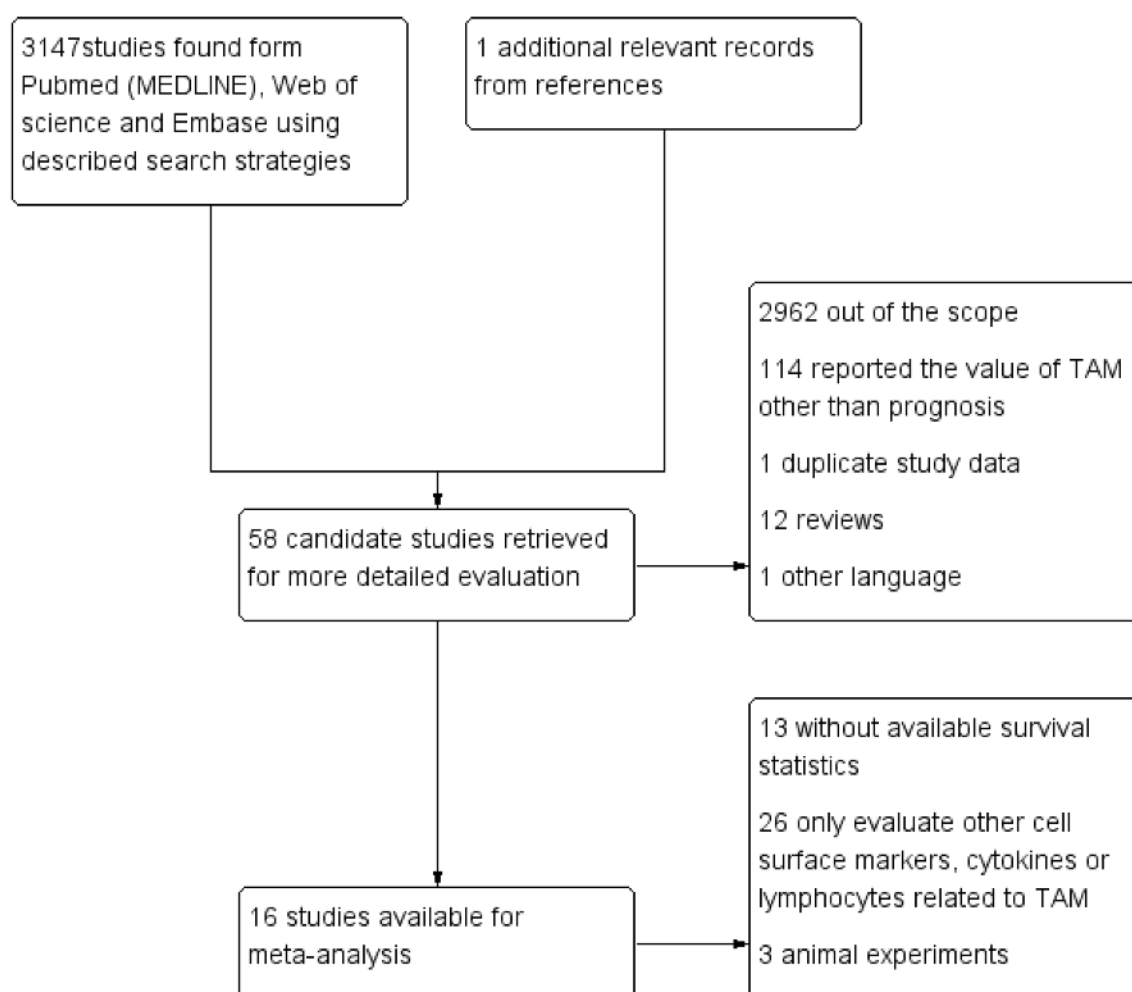 3147studies found form
Pubmed (MEDLINE), Web of
science and Embase using
described search strategies
1 additional relevant records
from references
2962 out of the scope
114 reported the value of TAM
other than prognosis
1 duplicate study data
12 reviews
1 other language
58 candidate studies retrieved
for more detailed evaluation
13 without available survival
statistics
26 only evaluate other cell
surface markers, cytokines or
lymphocytes related to TAM
3 animal experiments
16 studies available for
meta-analysis